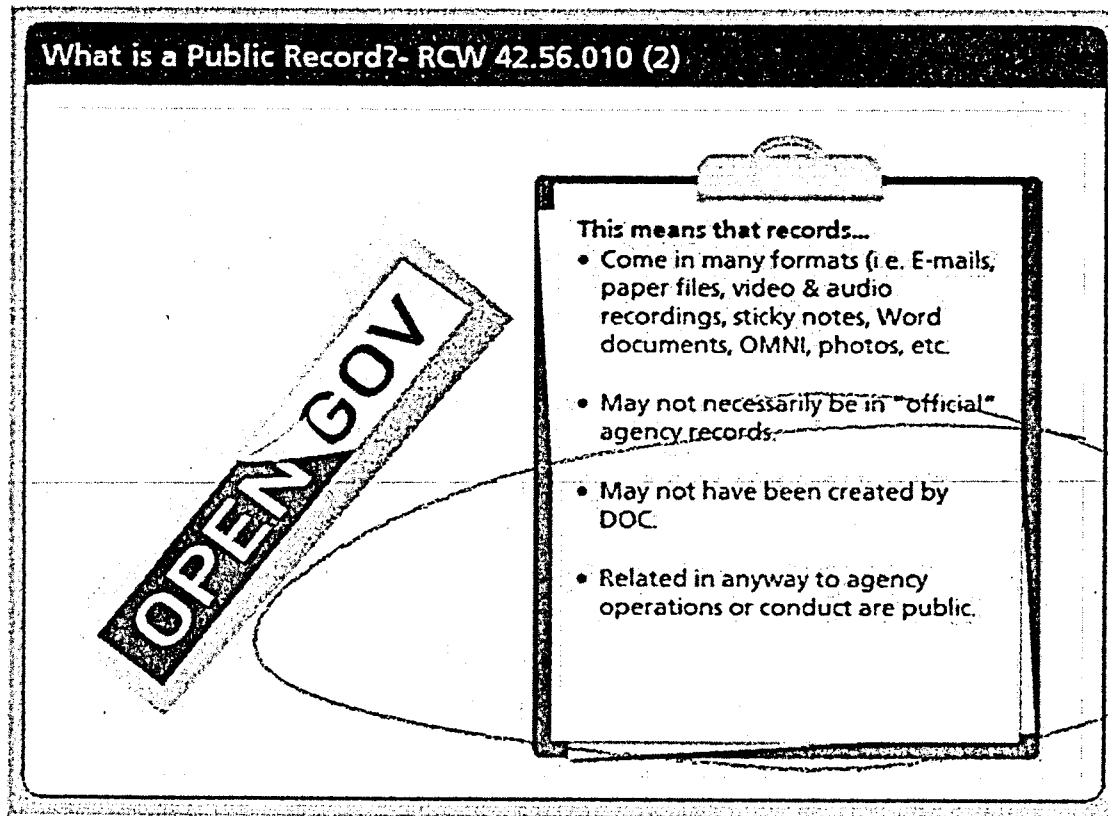 What is a Public Record?- RCW 42.56.010 (2)
OPEN GOV
This means that records...
• Come in many formats (i.e. E-mails,
paper files, video & audio
recordings, sticky notes, Word
documents, OMNI, photos, etc.
• May not necessarily be in "official"
agency records.
• May not have been created by
DOC.
• Related in anyway to agency
operations or conduct are public.